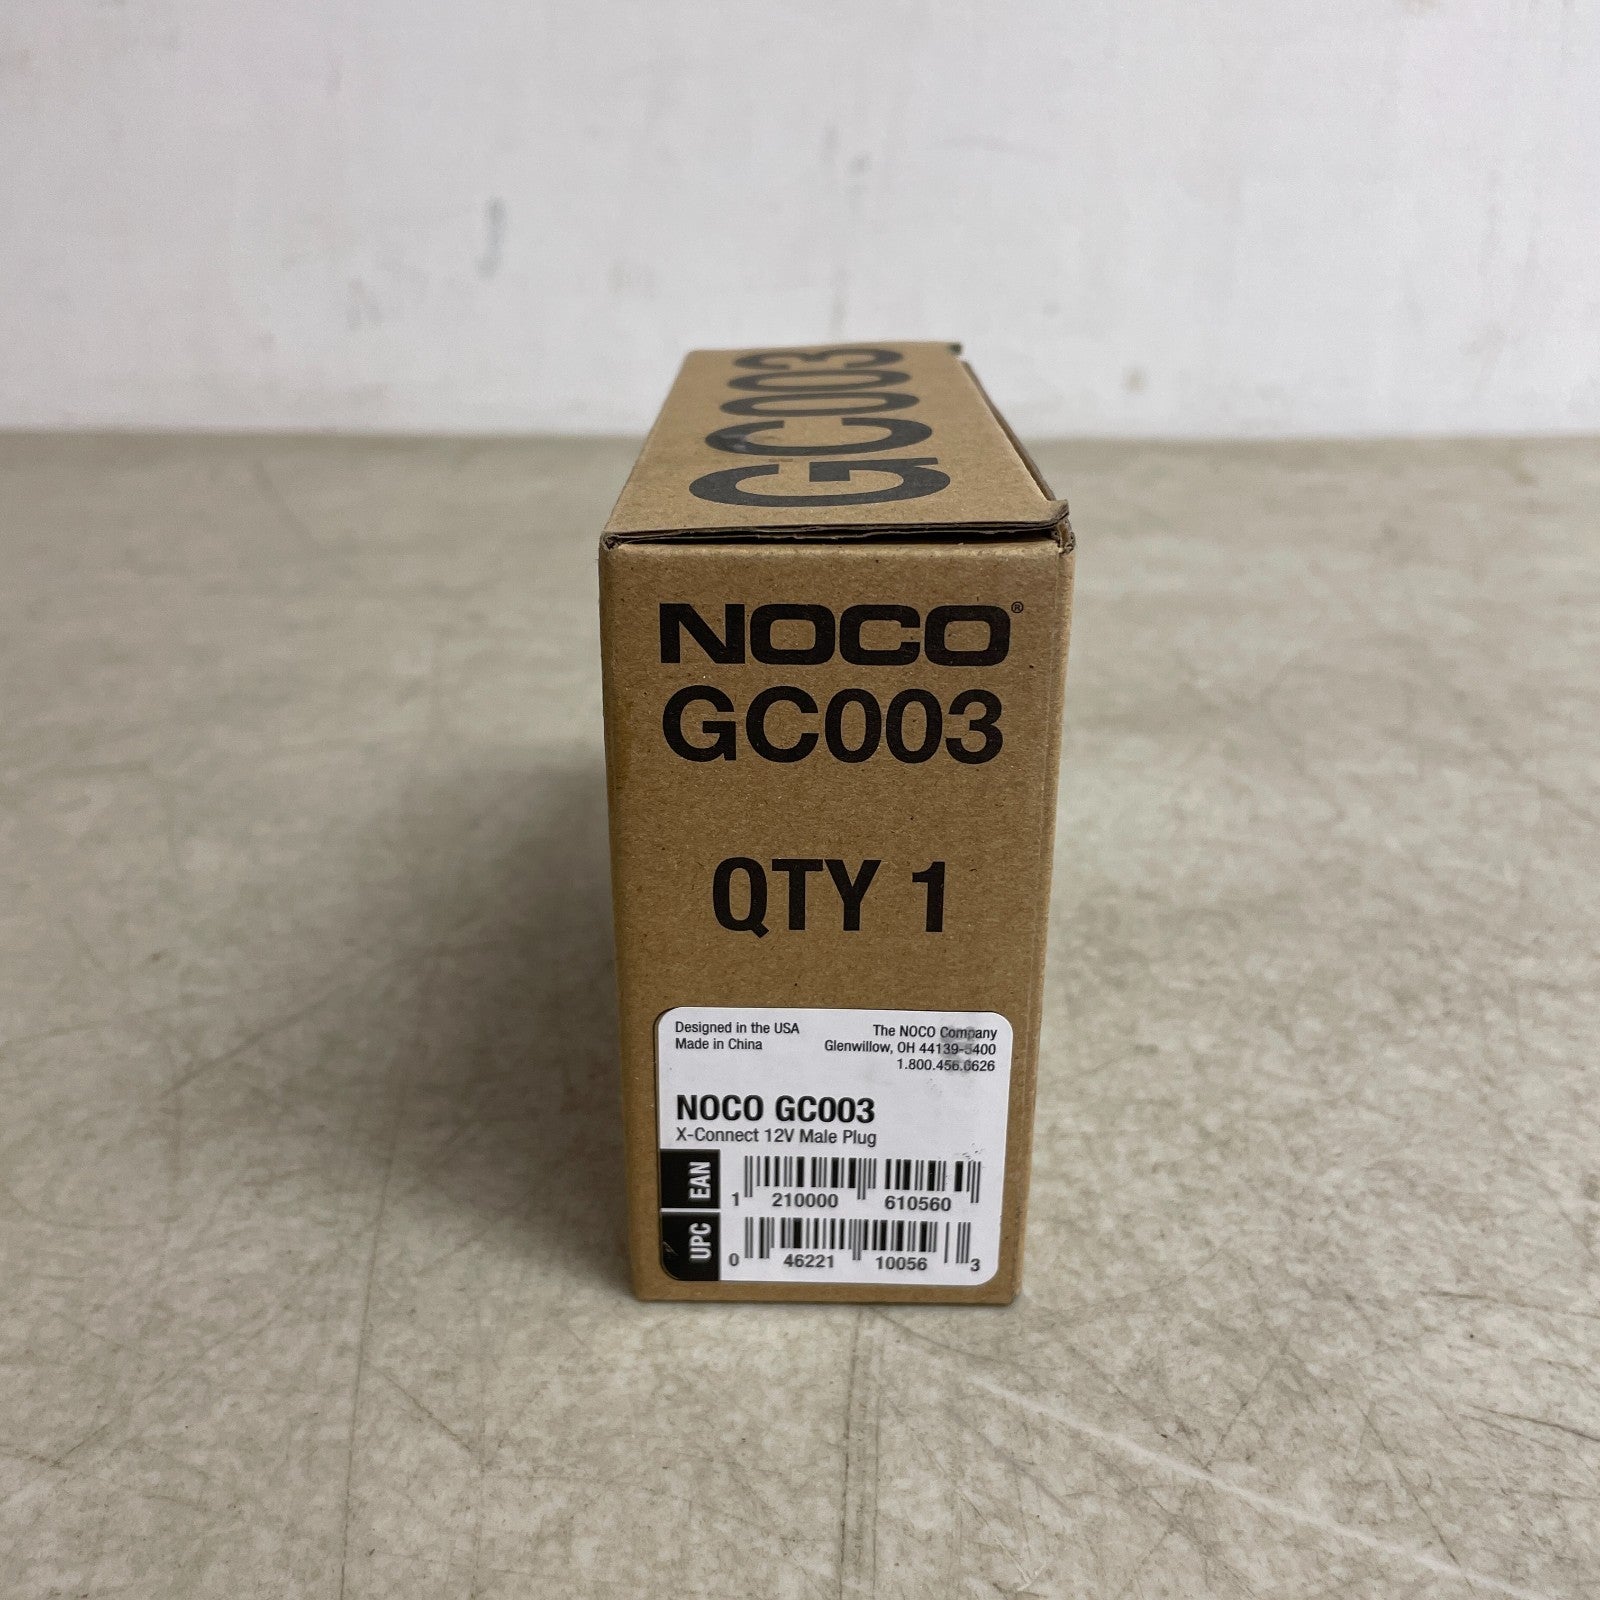 GC003
NOCO®
GC003
QTY 1
Designed in the USA
Made in China
The NOCO Company
Glenwillow, OH 44139-5400
1.800.456.6626
NOCO GC003
X-Connect 12V Male Plug
EAN
1 210000 610560
UPC
0 46221 10056 3